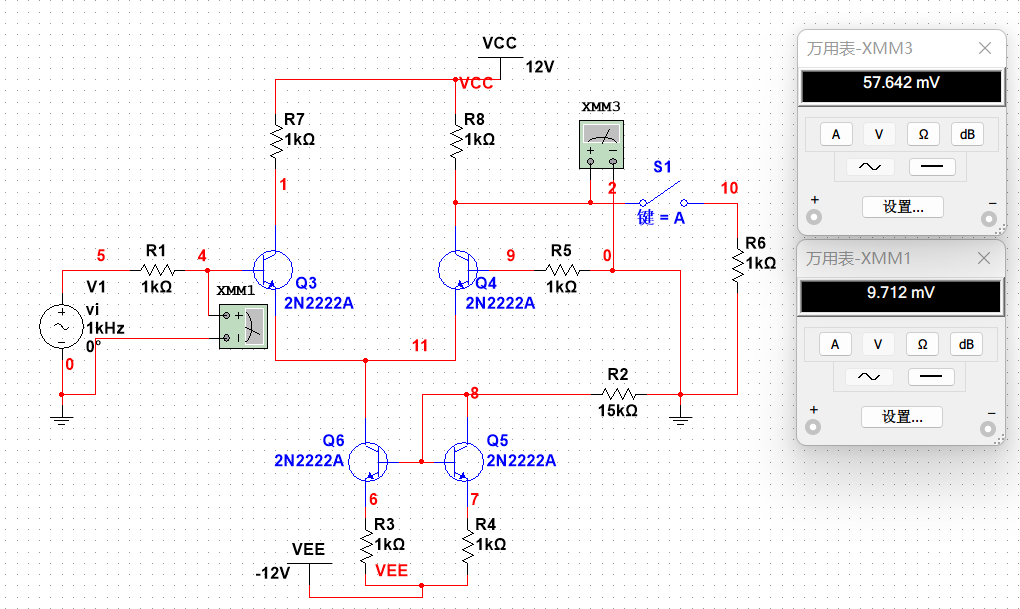 VCC
12V
VCC
R7
1kΩ
R8
1kΩ
XMM3
+
−
S1
键 = A
1
2
10
5
R1
1kΩ
4
9
R5
1kΩ
0
R6
1kΩ
V1
vi
1kHz
0°
+
−
0
XMM1
+
Q3
2N2222A
Q4
2N2222A
11
8
R2
15kΩ
Q6
2N2222A
Q5
2N2222A
6
7
R3
1kΩ
R4
1kΩ
VEE
-12V
VEE
万用表-XMM3
57.642 mV
A
V
Ω
dB
+
设置...
−
万用表-XMM1
9.712 mV
A
V
Ω
dB
+
设置...
−